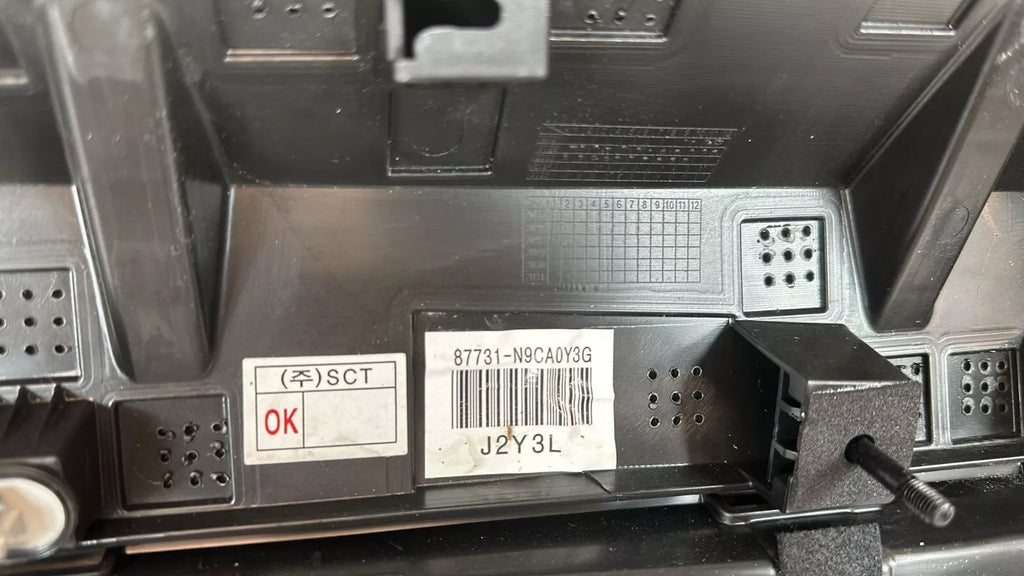 1 2 3 4 5 6 7 8 9 10 11 12
87731-N9CA0Y3G
(주)SCT
OK
J2Y3L